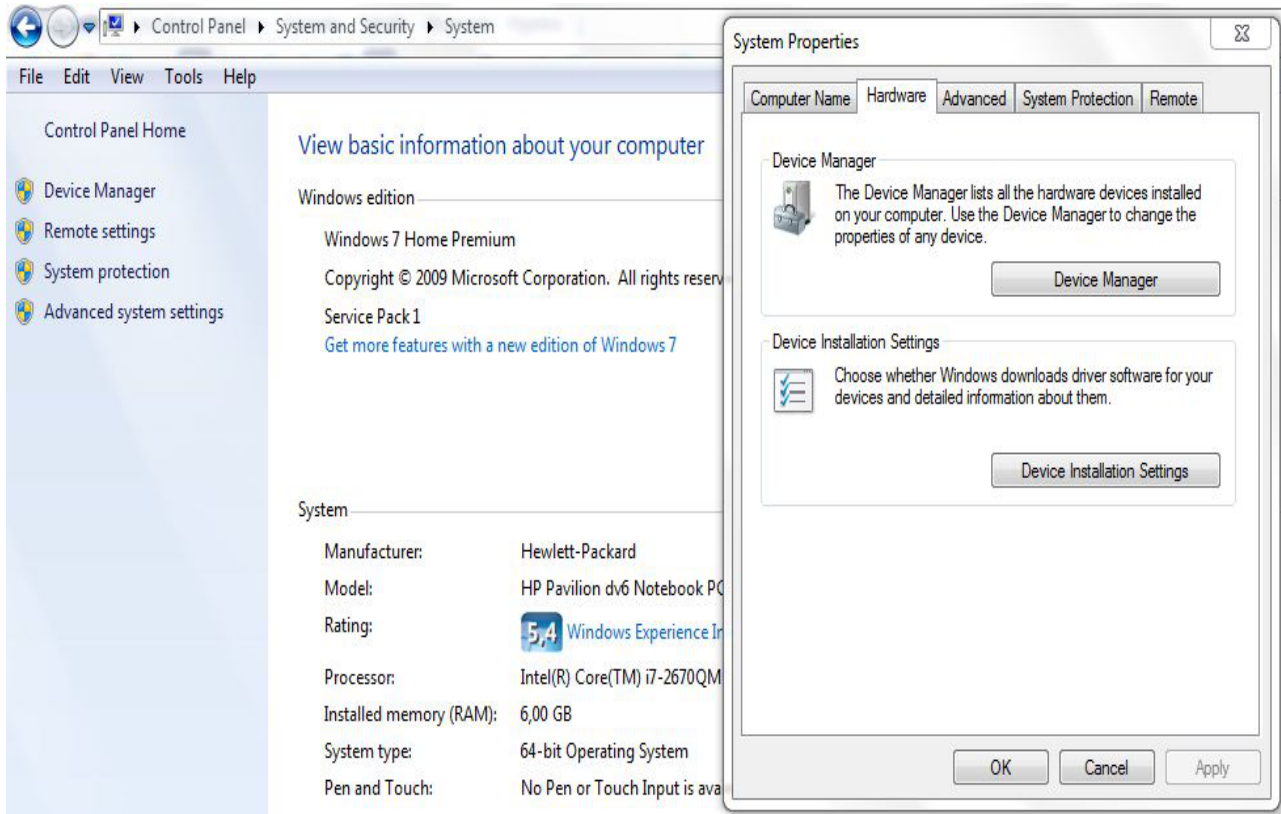 Control Panel ▸ System and Security ▸ System
File Edit View Tools Help
Control Panel Home
Device Manager
Remote settings
System protection
Advanced system settings
View basic information about your computer
Windows edition
Windows 7 Home Premium
Copyright © 2009 Microsoft Corporation. All rights reserv
Service Pack 1
Get more features with a new edition of Windows 7
System
Manufacturer: Hewlett-Packard
Model: HP Pavilion dv6 Notebook PC
Rating: 5,4 Windows Experience In
Processor: Intel(R) Core(TM) i7-2670QM
Installed memory (RAM): 6,00 GB
System type: 64-bit Operating System
Pen and Touch: No Pen or Touch Input is ava
System Properties
Computer Name Hardware Advanced System Protection Remote
Device Manager
The Device Manager lists all the hardware devices installed
on your computer. Use the Device Manager to change the
properties of any device.
Device Manager
Device Installation Settings
Choose whether Windows downloads driver software for your
devices and detailed information about them.
Device Installation Settings
OK Cancel Apply